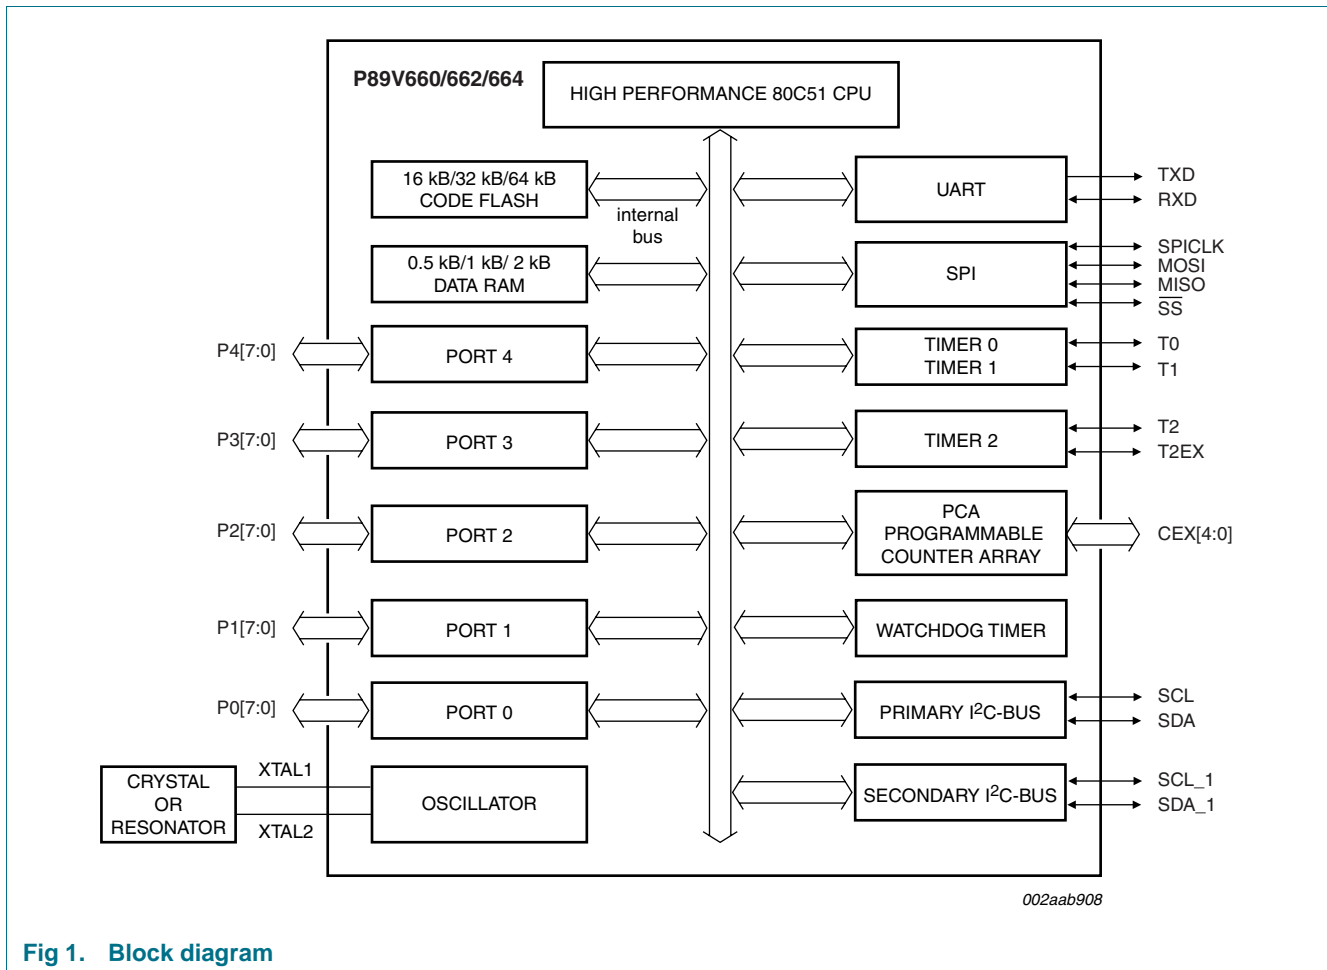 P89V660/662/664
HIGH PERFORMANCE 80C51 CPU
16 kB/32 kB/64 kB
CODE FLASH
internal
bus
UART
TXD
RXD
0.5 kB/1 kB/ 2 kB
DATA RAM
SPI
SPICLK
MOSI
MISO
S̅S̅
P4[7:0]
PORT 4
TIMER 0
TIMER 1
T0
T1
P3[7:0]
PORT 3
TIMER 2
T2
T2EX
P2[7:0]
PORT 2
PCA
PROGRAMMABLE
COUNTER ARRAY
CEX[4:0]
P1[7:0]
PORT 1
WATCHDOG TIMER
P0[7:0]
PORT 0
PRIMARY I²C-BUS
SCL
SDA
CRYSTAL
OR
RESONATOR
XTAL1
XTAL2
OSCILLATOR
SECONDARY I²C-BUS
SCL_1
SDA_1
002aab908
Fig 1. Block diagram